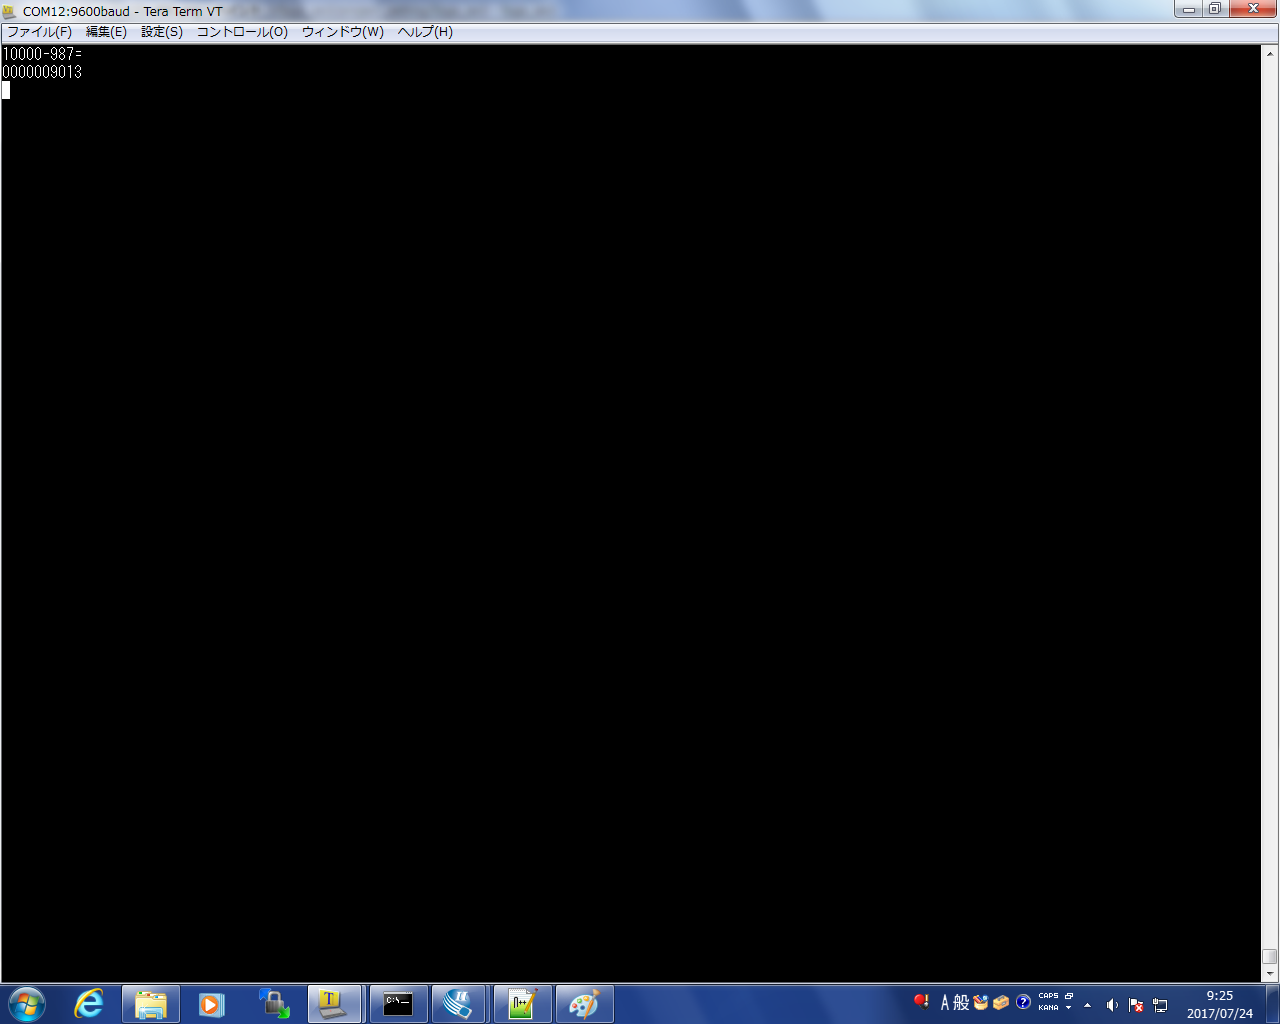 COM12:9600baud - Tera Term VT
ファイル(F) 編集(E) 設定(S) コントロール(O) ウィンドウ(W) ヘルプ(H)
10000-987=
0000009013
A 般
CAPS
KANA
9:25
2017/07/24